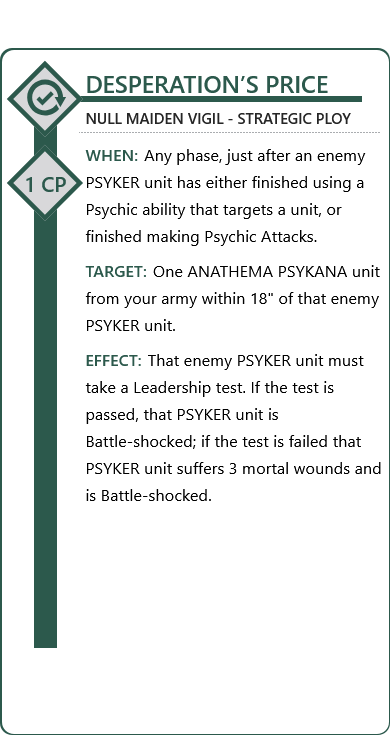 DESPERATION’S PRICE
NULL MAIDEN VIGIL - STRATEGIC PLOY
1 CP
WHEN: Any phase, just after an enemy
PSYKER unit has either finished using a
Psychic ability that targets a unit, or
finished making Psychic Attacks.
TARGET: One ANATHEMA PSYKANA unit
from your army within 18" of that enemy
PSYKER unit.
EFFECT: That enemy PSYKER unit must
take a Leadership test. If the test is
passed, that PSYKER unit is
Battle-shocked; if the test is failed that
PSYKER unit suffers 3 mortal wounds and
is Battle-shocked.